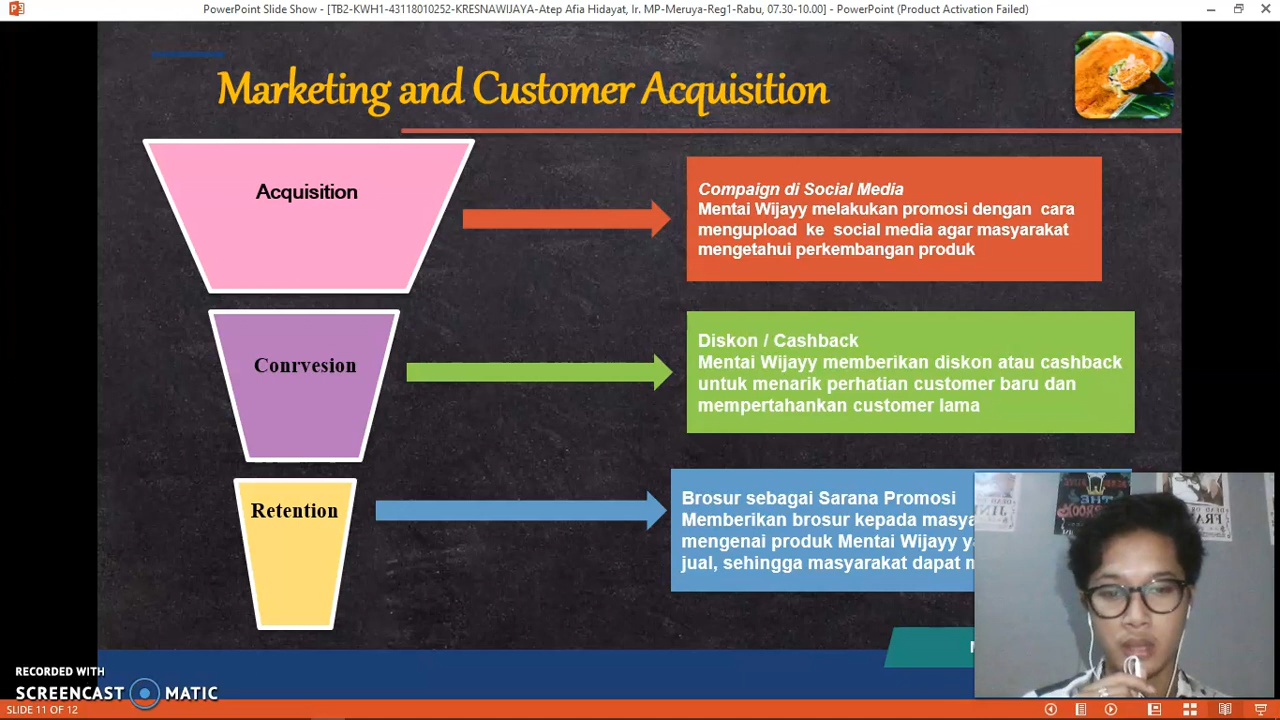 PowerPoint Slide Show - [TB2-KWH1-43118010252-KRESNAWIJAYA-Atep Afia Hidayat, Ir. MP-Meruya-Reg1-Rabu, 07.30-10.00] - PowerPoint (Product Activation Failed)
Marketing and Customer Acquisition
Acquisition
Compaign di Social Media
Mentai Wijayy melakukan promosi dengan cara
mengupload ke social media agar masyarakat
mengetahui perkembangan produk
Conrvesion
Diskon / Cashback
Mentai Wijayy memberikan diskon atau cashback
untuk menarik perhatian customer baru dan
mempertahankan customer lama
Retention
Brosur sebagai Sarana Promosi
Memberikan brosur kepada
mengenai produk Mentai Wijayy
jual, sehingga masyarakat dapat
RECORDED WITH
SCREENCAST MATIC
SLIDE 11 OF 12